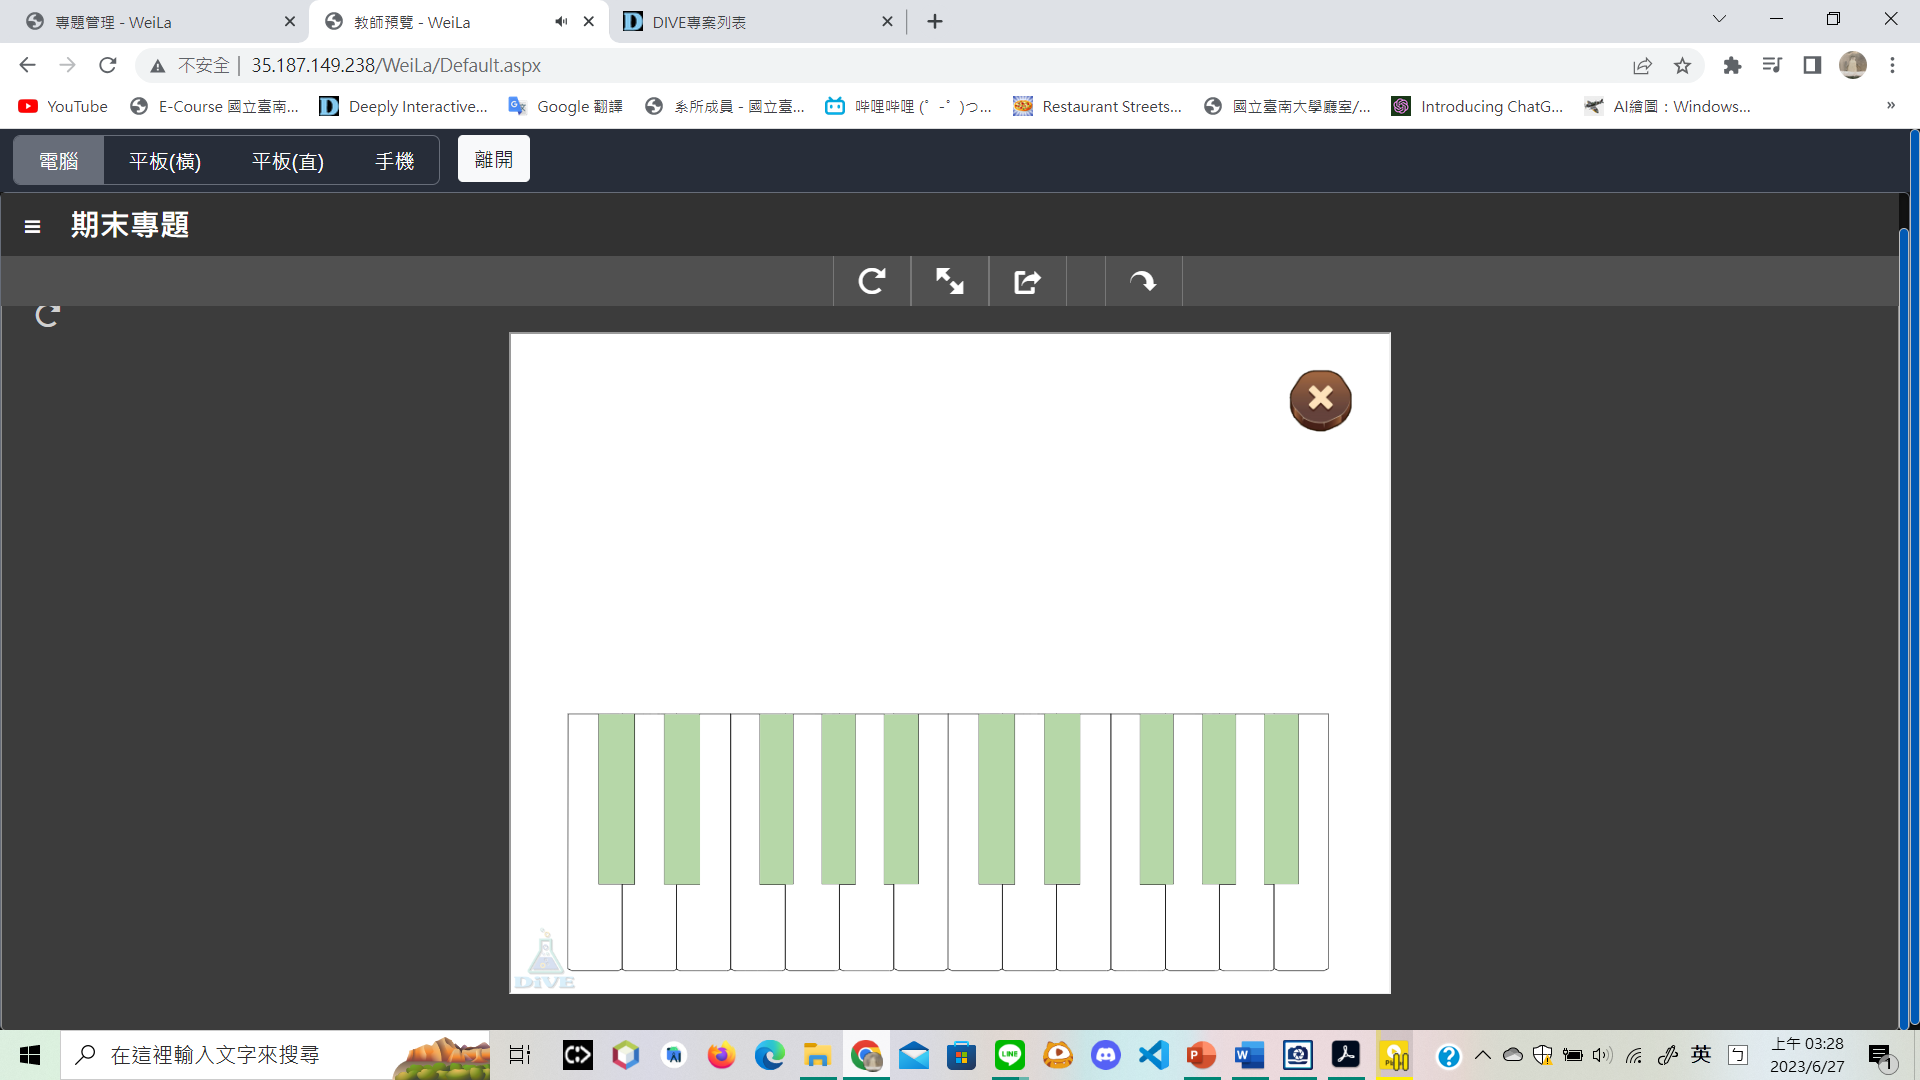 專題管理 - WeiLa
教師預覽 - WeiLa
DIVE專案列表
不安全 | 35.187.149.238/WeiLa/Default.aspx
YouTube
E-Course 國立臺南...
Deeply Interactive...
Google 翻譯
系所成員 - 國立臺...
哔哩哔哩 (゜-゜)つ...
Restaurant Streets...
國立臺南大學廳室/...
Introducing ChatG...
AI繪圖：Windows...
電腦
平板(橫)
平板(直)
手機
離開
期末專題
DiVE
在這裡輸入文字來搜尋
英
ㄅ
上午 03:28
2023/6/27
1